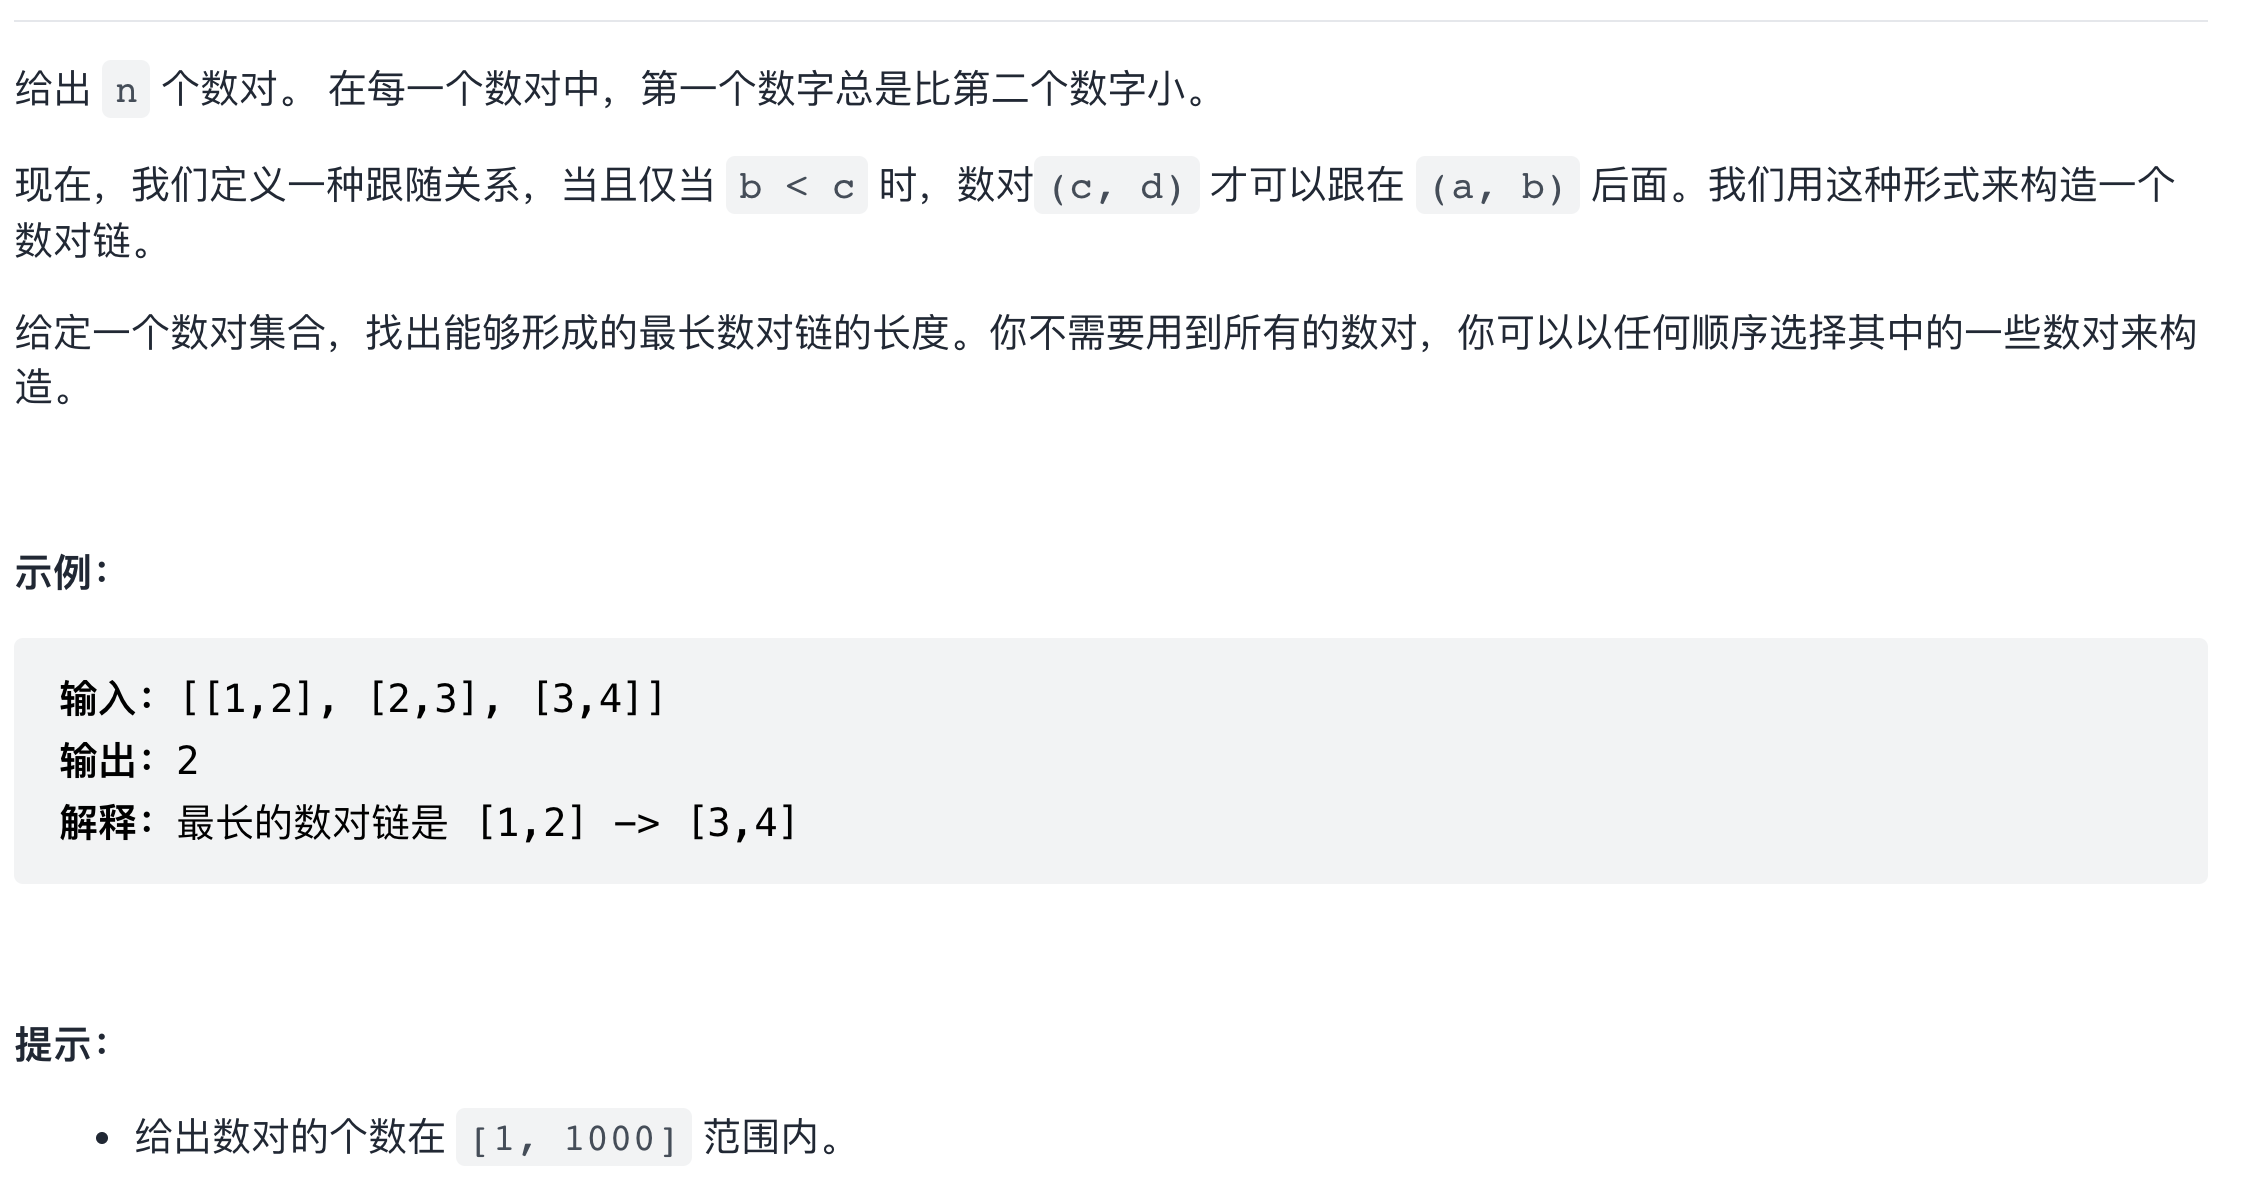 给出 n 个数对。 在每一个数对中，第一个数字总是比第二个数字小。
现在，我们定义一种跟随关系，当且仅当 b < c 时，数对(c, d) 才可以跟在 (a, b) 后面。我们用这种形式来构造一个
数对链。
给定一个数对集合，找出能够形成的最长数对链的长度。你不需要用到所有的数对，你可以以任何顺序选择其中的一些数对来构
造。
示例：
输入：[[1,2], [2,3], [3,4]]
输出：2
解释：最长的数对链是 [1,2] -> [3,4]
提示：
• 给出数对的个数在 [1, 1000] 范围内。